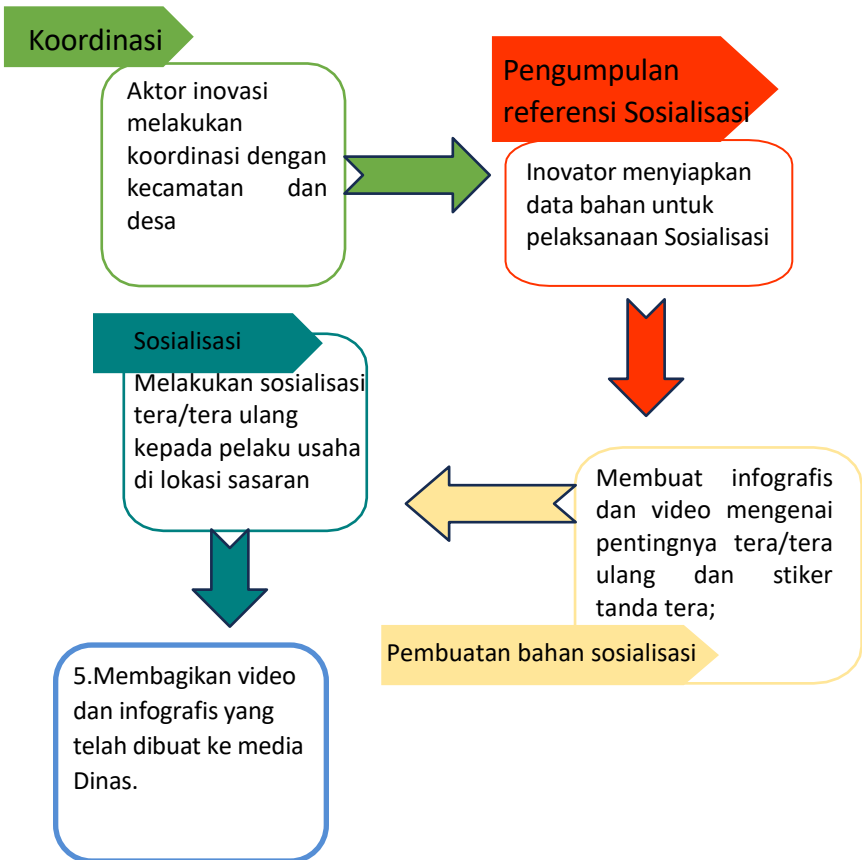 Koordinasi
Aktor inovasi
melakukan
koordinasi dengan
kecamatan dan
desa
Pengumpulan
referensi Sosialisasi
Inovator menyiapkan
data bahan untuk
pelaksanaan Sosialisasi
Membuat infografis
dan video mengenai
pentingnya tera/tera
ulang dan stiker
tanda tera;
Pembuatan bahan sosialisasi
Sosialisasi
Melakukan sosialisasi
tera/tera ulang
kepada pelaku usaha
di lokasi sasaran
5.Membagikan video
dan infografis yang
telah dibuat ke media
Dinas.